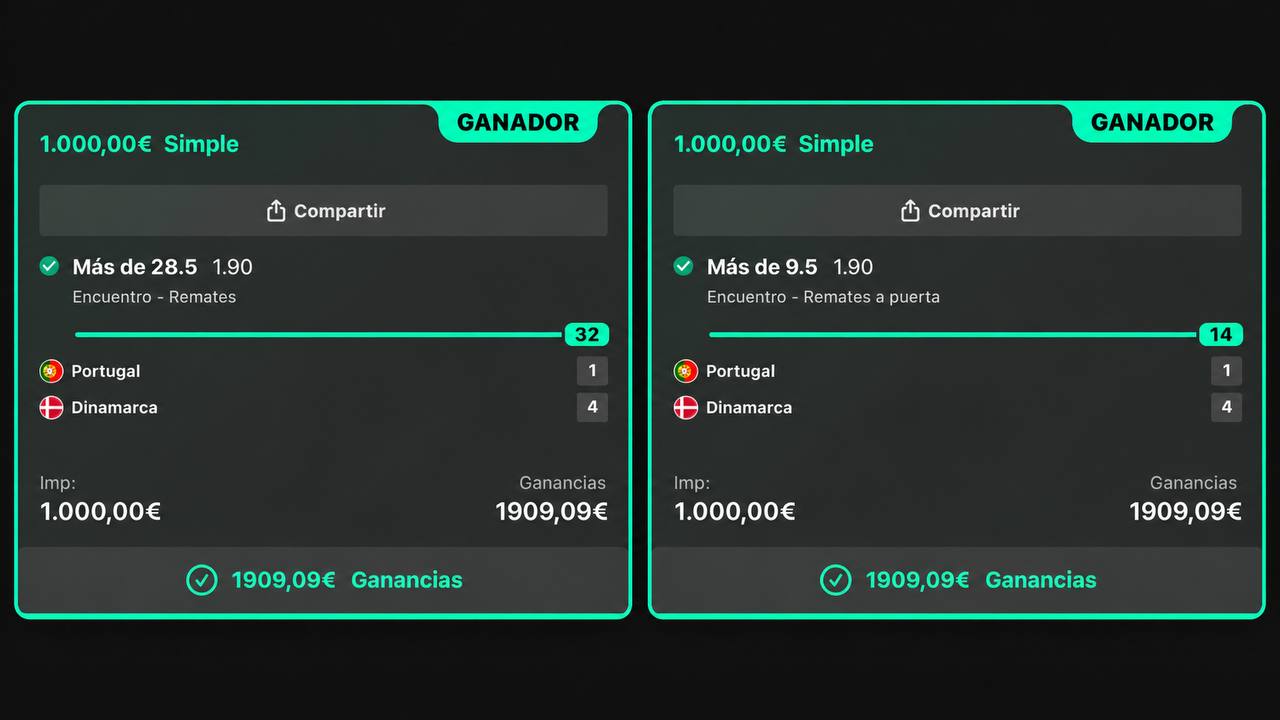 GANADOR
1.000,00€ Simple
Compartir
Más de 28.5 1.90
Encuentro - Remates
32
Portugal 1
Dinamarca 4
Imp: Ganancias
1.000,00€ 1909,09€
1909,09€ Ganancias
GANADOR
1.000,00€ Simple
Compartir
Más de 9.5 1.90
Encuentro - Remates a puerta
14
Portugal 1
Dinamarca 4
Imp: Ganancias
1.000,00€ 1909,09€
1909,09€ Ganancias